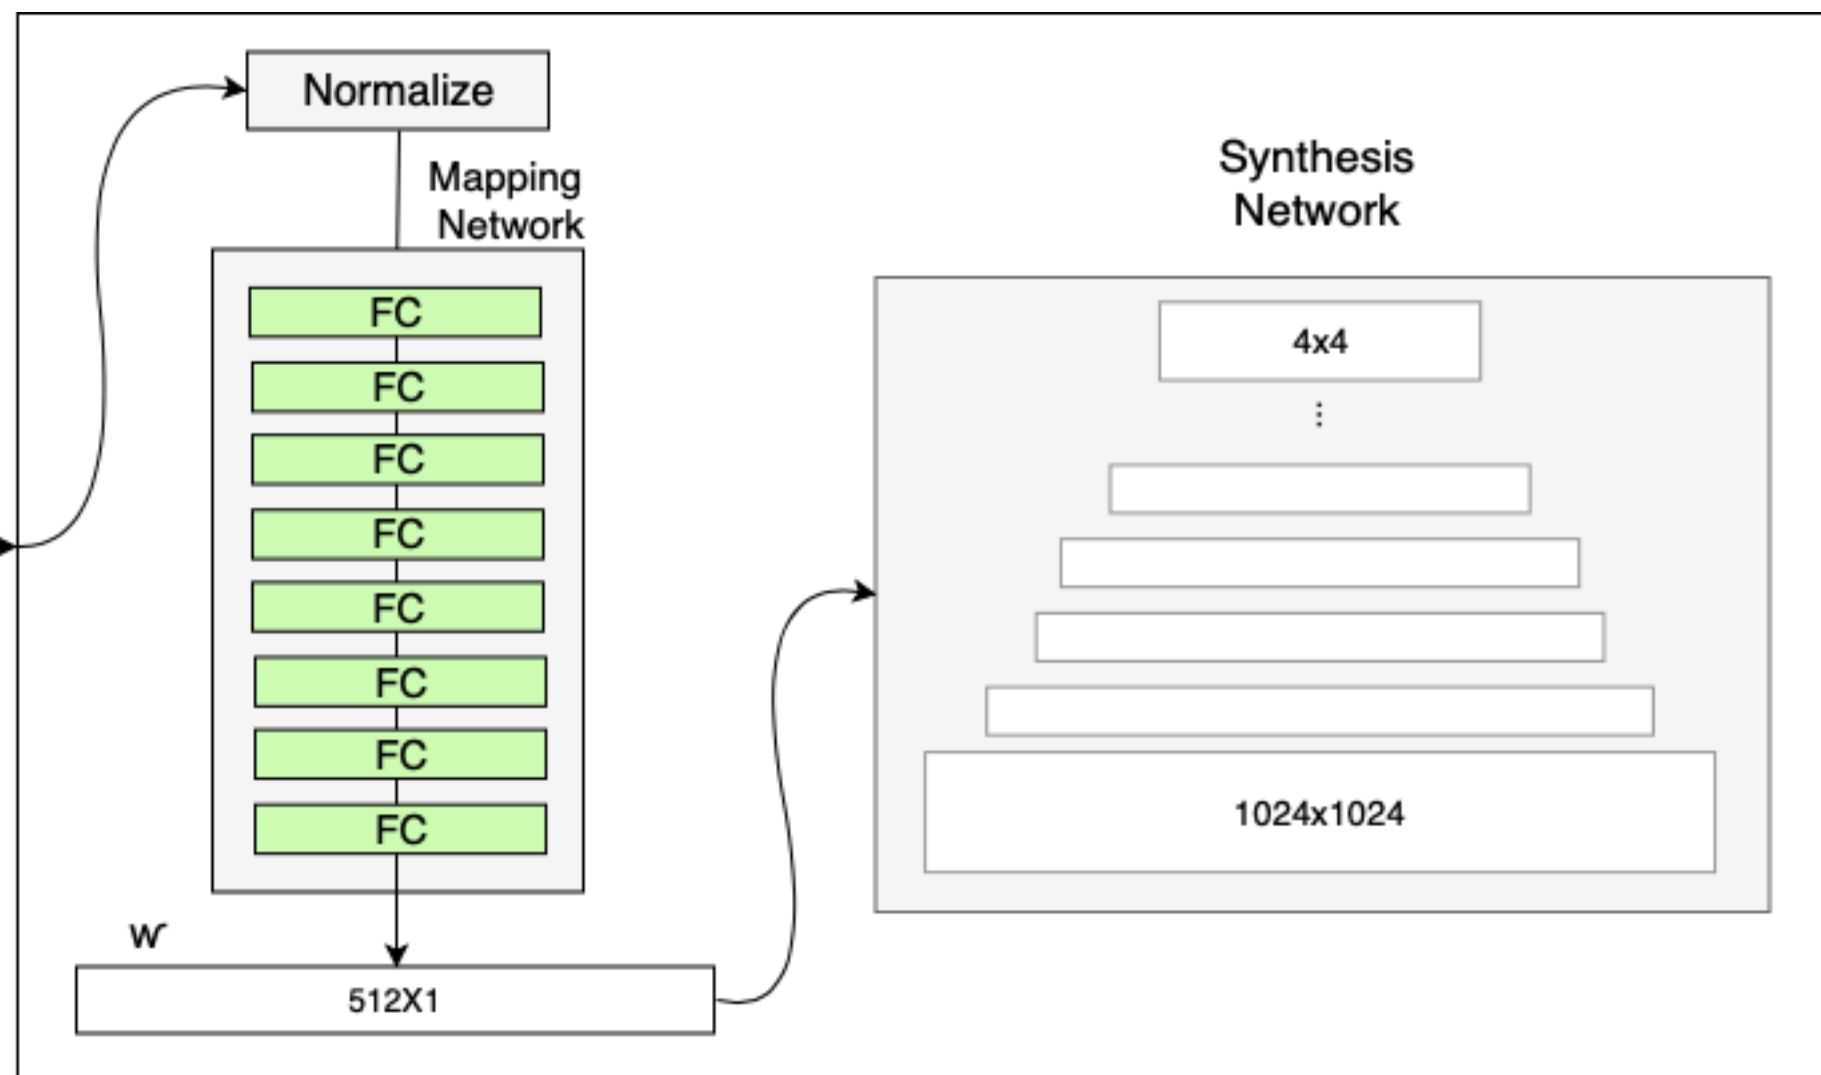 Normalize
Mapping
Network
FC
FC
FC
FC
FC
FC
FC
FC
w
512X1
Synthesis
Network
4x4
⋮
1024x1024